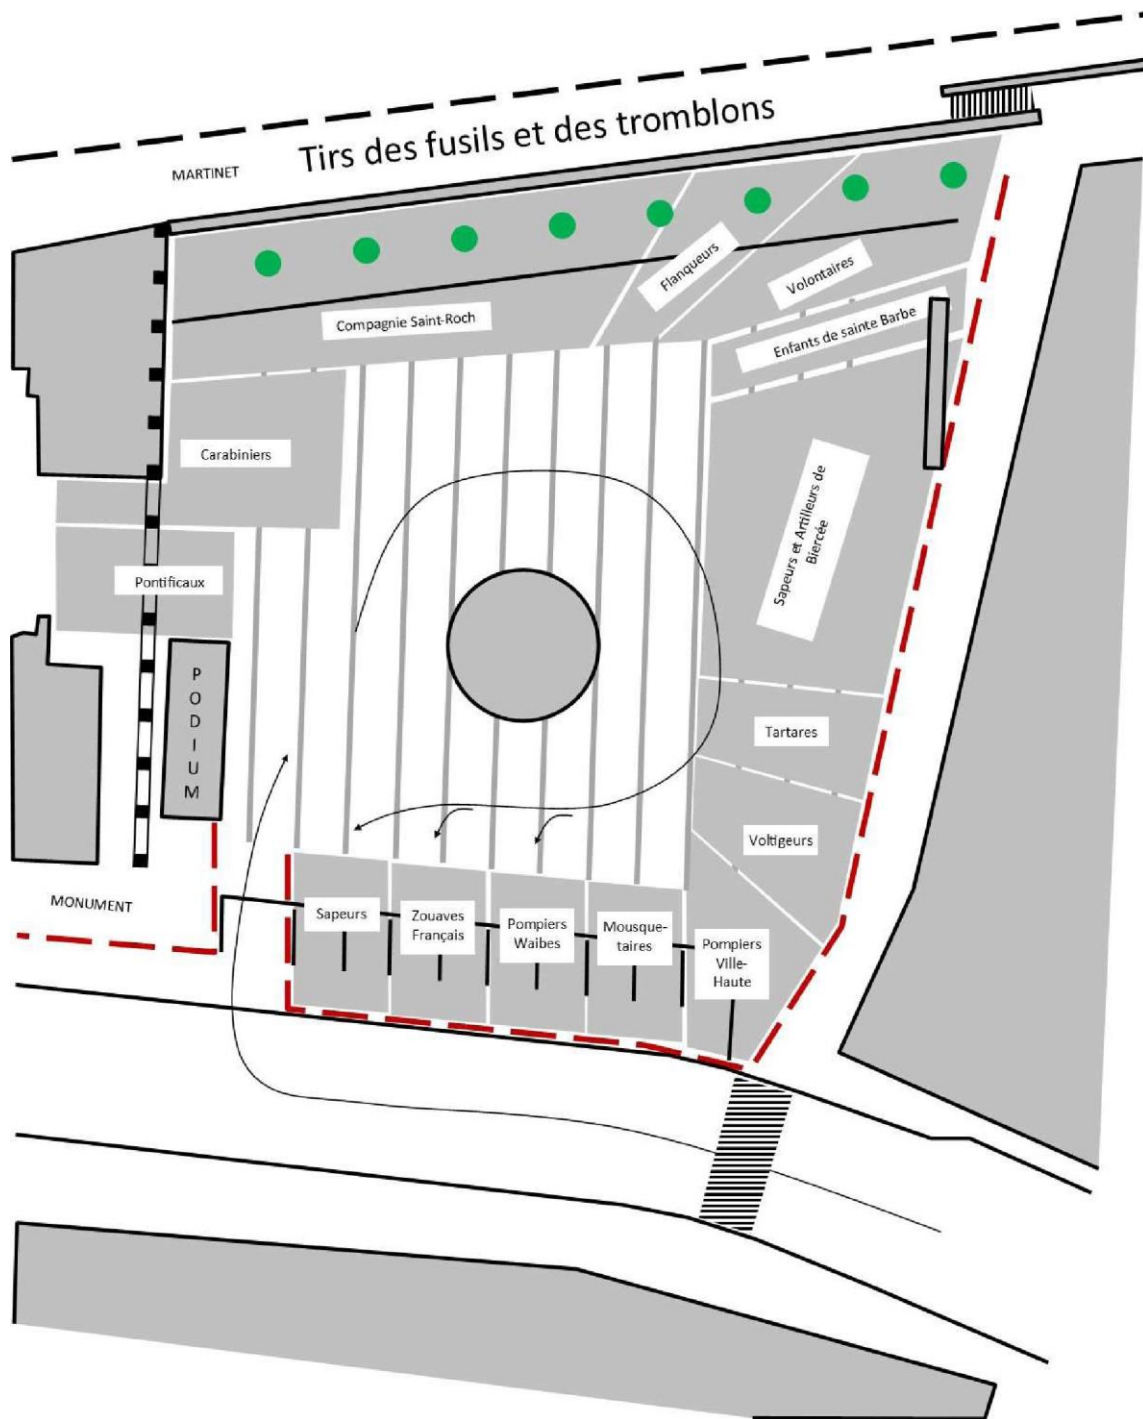 Tirs des fusils et des tromblons
MARTINET
Flanqueurs
Volontaires
Compagnie Saint-Roch
Enfants de sainte Barbe
Carabiniers
Sapeurs et Artilleurs de
Biercée
Pontificaux
PODIUM
Tartares
Voltigeurs
MONUMENT
Sapeurs
Zouaves
Français
Pompiers
Waibes
Mousque-
taires
Pompiers
Ville-
Haute